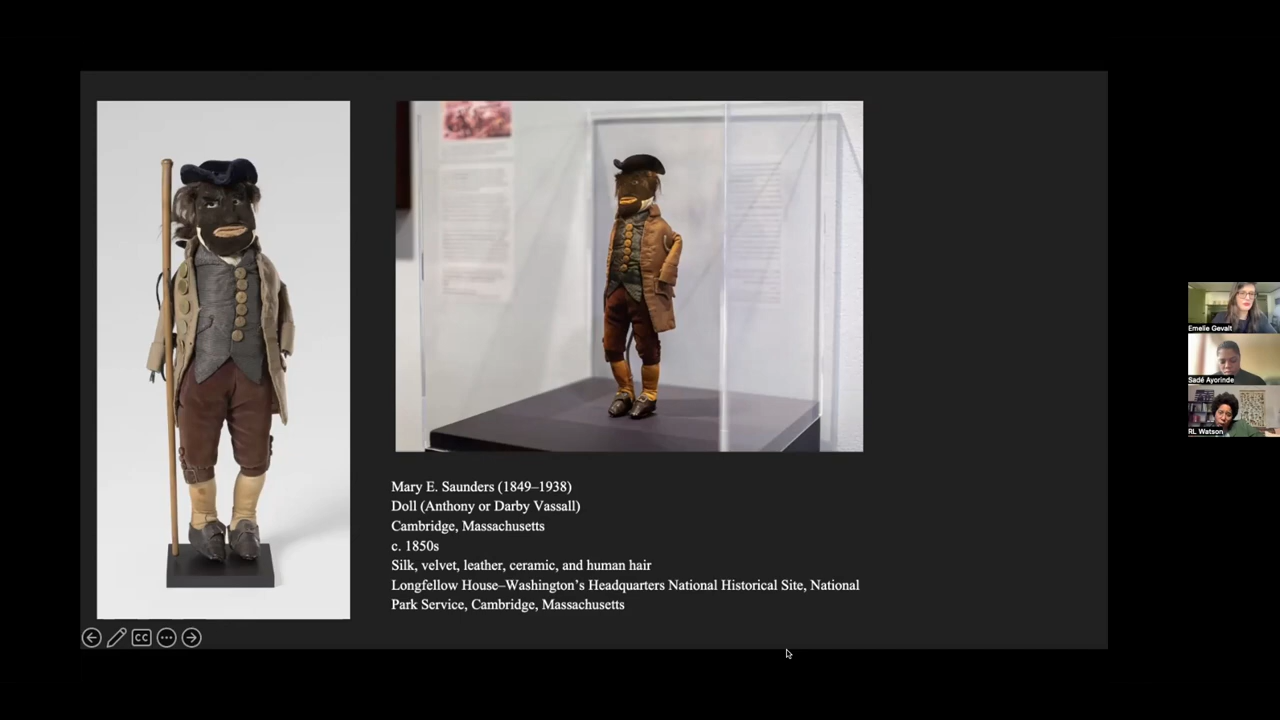 Mary E. Saunders (1849–1938)
Doll (Anthony or Darby Vassall)
Cambridge, Massachusetts
c. 1850s
Silk, velvet, leather, ceramic, and human hair
Longfellow House–Washington’s Headquarters National Historical Site, National
Park Service, Cambridge, Massachusetts
CC
Emelie Gevalt
Sadé Ayorinde
RL Watson